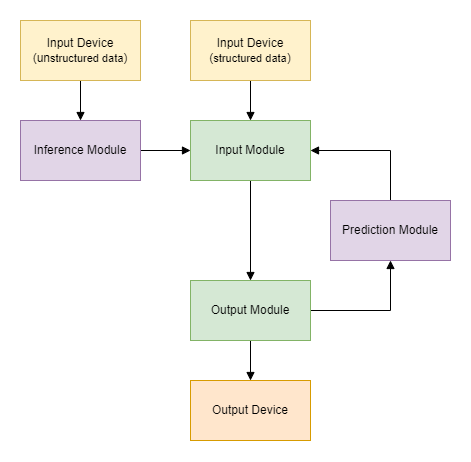 Input Device
(unstructured data)
Input Device
(structured data)
Inference Module
Input Module
Prediction Module
Output Module
Output Device